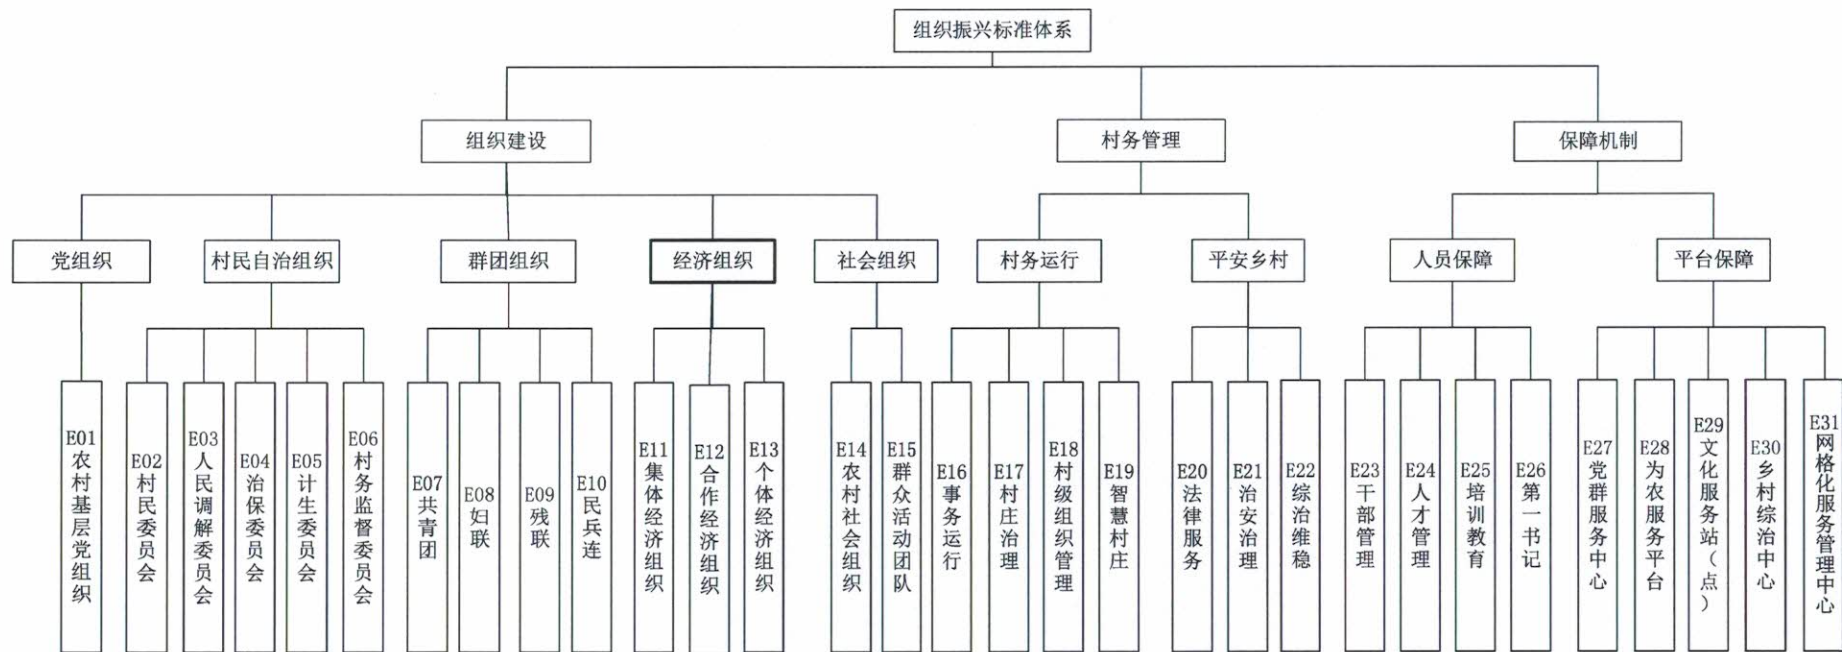 组织振兴标准体系
组织建设
村务管理
保障机制
党组织
村民自治组织
群团组织
经济组织
社会组织
村务运行
平安乡村
人员保障
平台保障
E01农村基层党组织
E02村民委员会
E03人民调解委员会
E04治保委员会
E05计生委员会
E06村务监督委员会
E07共青团
E08妇联
E09残联
E10民兵连
E11集体经济组织
E12合作经济组织
E13个体经济组织
E14农村社会组织
E15群众活动团队
E16事务运行
E17村庄治理
E18村级组织管理
E19智慧村庄
E20法律服务
E21治安治理
E22综治维稳
E23干部管理
E24人才管理
E25培训教育
E26第一书记
E27党群服务中心
E28为农服务平台
E29文化服务站(点)
E30乡村综治中心
E31网格化服务管理中心